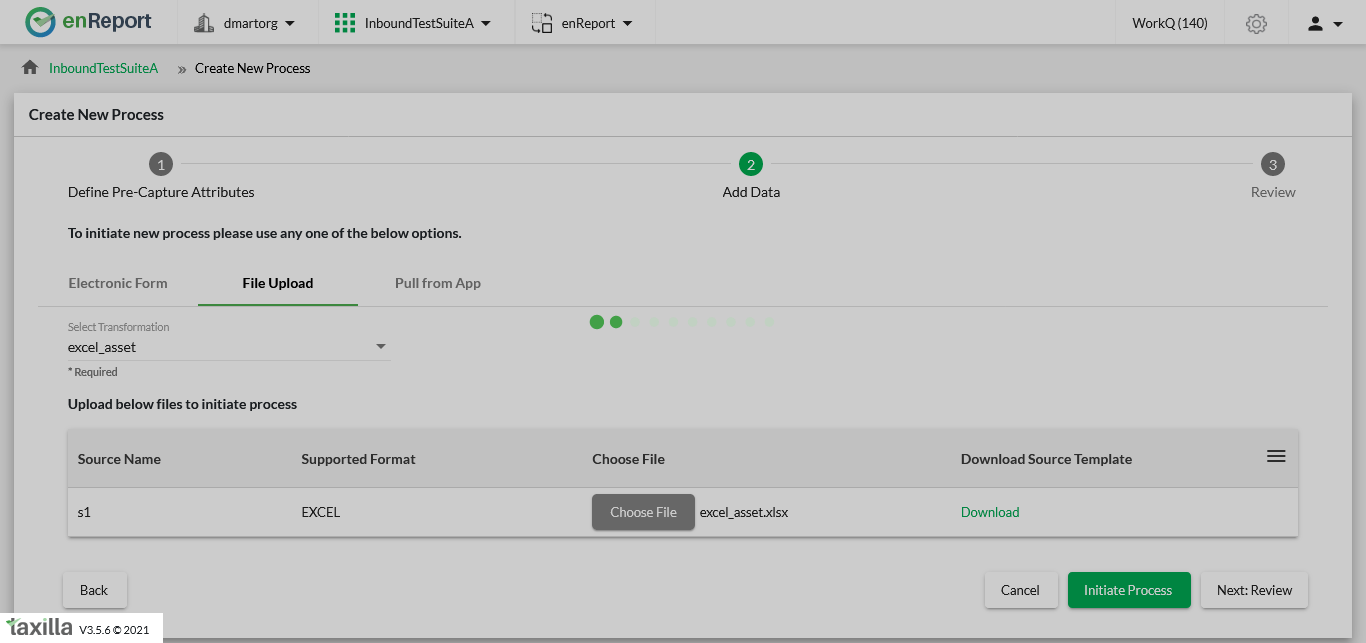 enReport dmartorg InboundTestSuiteA enReport WorkQ (140)
InboundTestSuiteA » Create New Process
Create New Process
1 2 3
Define Pre-Capture Attributes Add Data Review
To initiate new process please use any one of the below options.
Electronic Form File Upload Pull from App
Select Transformation
excel_asset
* Required
Upload below files to initiate process
Source Name Supported Format Choose File Download Source Template
s1 EXCEL Choose File excel_asset.xlsx Download
Back Cancel Initiate Process Next: Review
taxilla V3.5.6 © 2021